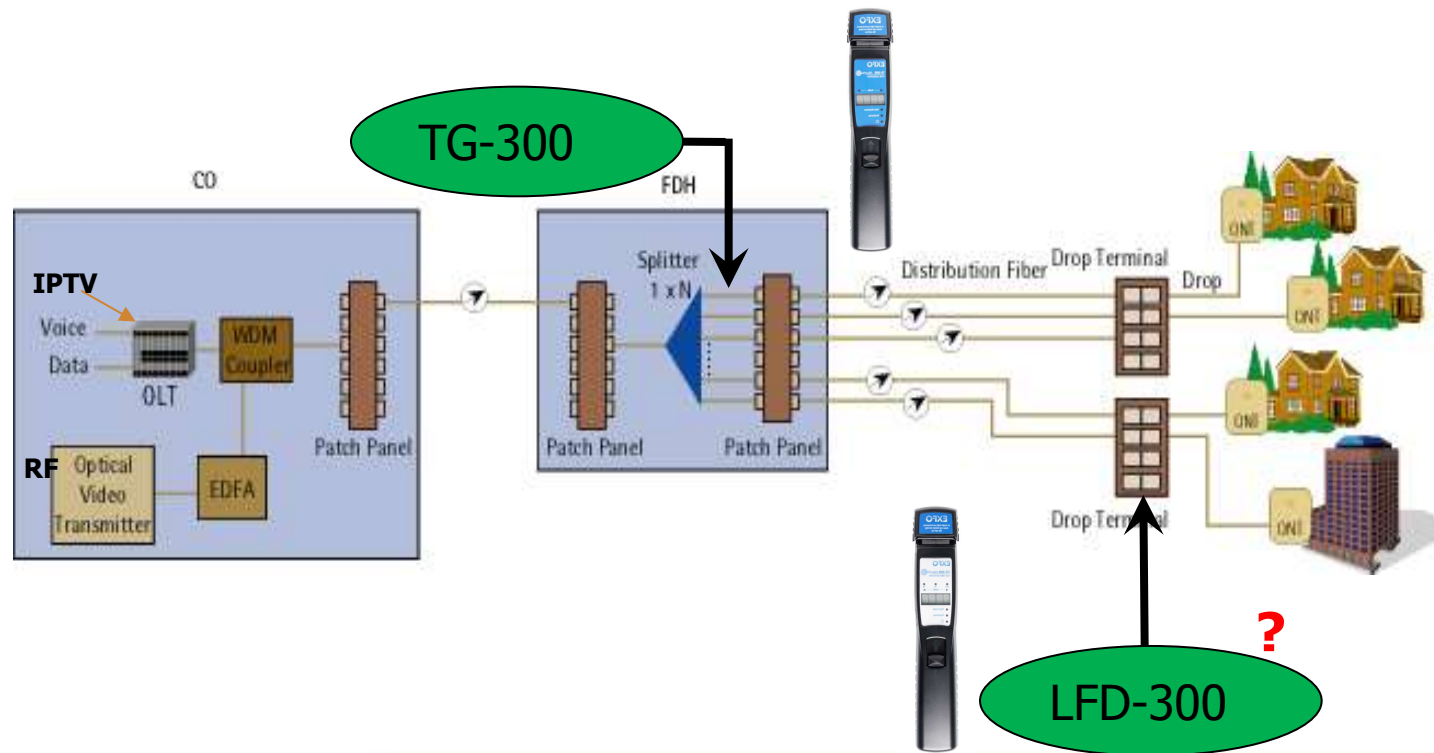 TG-300
CO
FDH
IPTV
Voice
Data
OLT
WDM
Coupler
Patch Panel
RF
Optical
Video
Transmitter
EDFA
Splitter
1 x N
Patch Panel
Patch Panel
Distribution Fiber
Drop Terminal
Drop
ONT
ONT
ONT
ONT
Drop Terminal
EXFO
EXFO
EXFO
EXFO
?
LFD-300